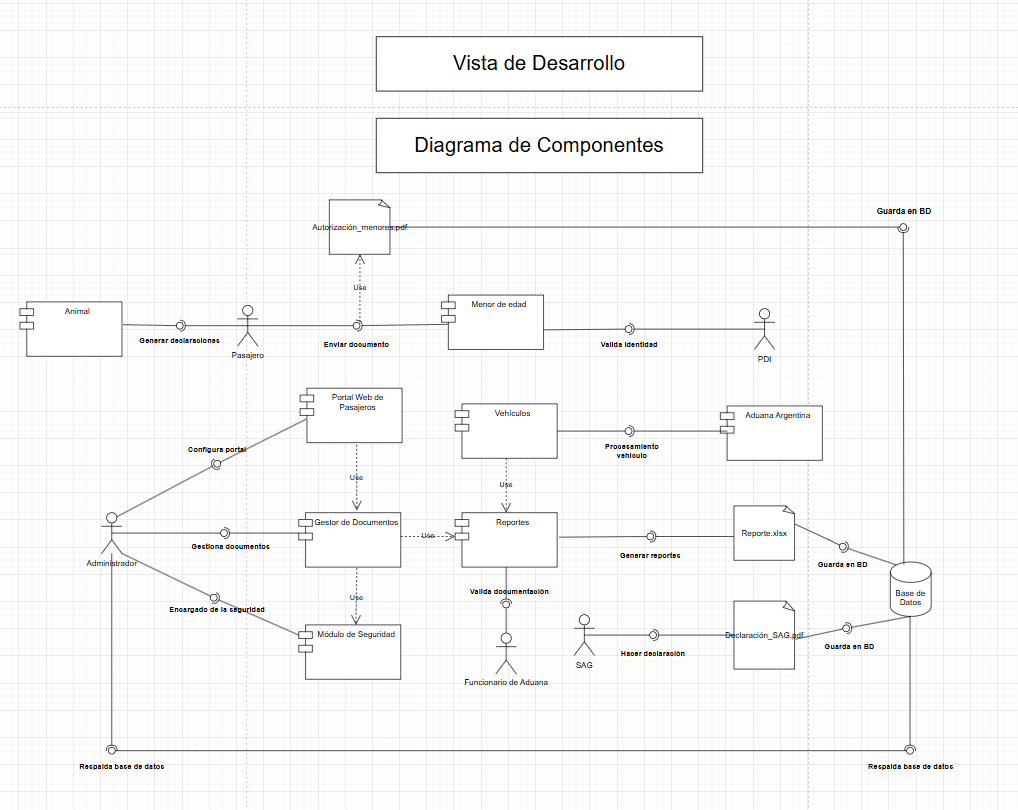 Vista de Desarrollo
Diagrama de Componentes
Guarda en BD
Autorización_menores.pdf
Use
Animal
Menor de edad
Generar declaraciones
Pasajero
Enviar documento
Valida identidad
PDI
Portal Web de
Pasajeros
Vehículos
Aduana Argentina
Configura portal
Procesamiento
vehículo
Use
Use
Gestor de Documentos
Reportes
Administrador
Gestiona documentos
Use
Generar reportes
Reporte.xlsx
Guarda en BD
Base de
Datos
Use
Valida documentación
Encargado de la seguridad
Módulo de Seguridad
Funcionario de Aduana
SAG
Hacer declaración
Declaración_SAG.pdf
Guarda en BD
Respalda base de datos
Respalda base de datos